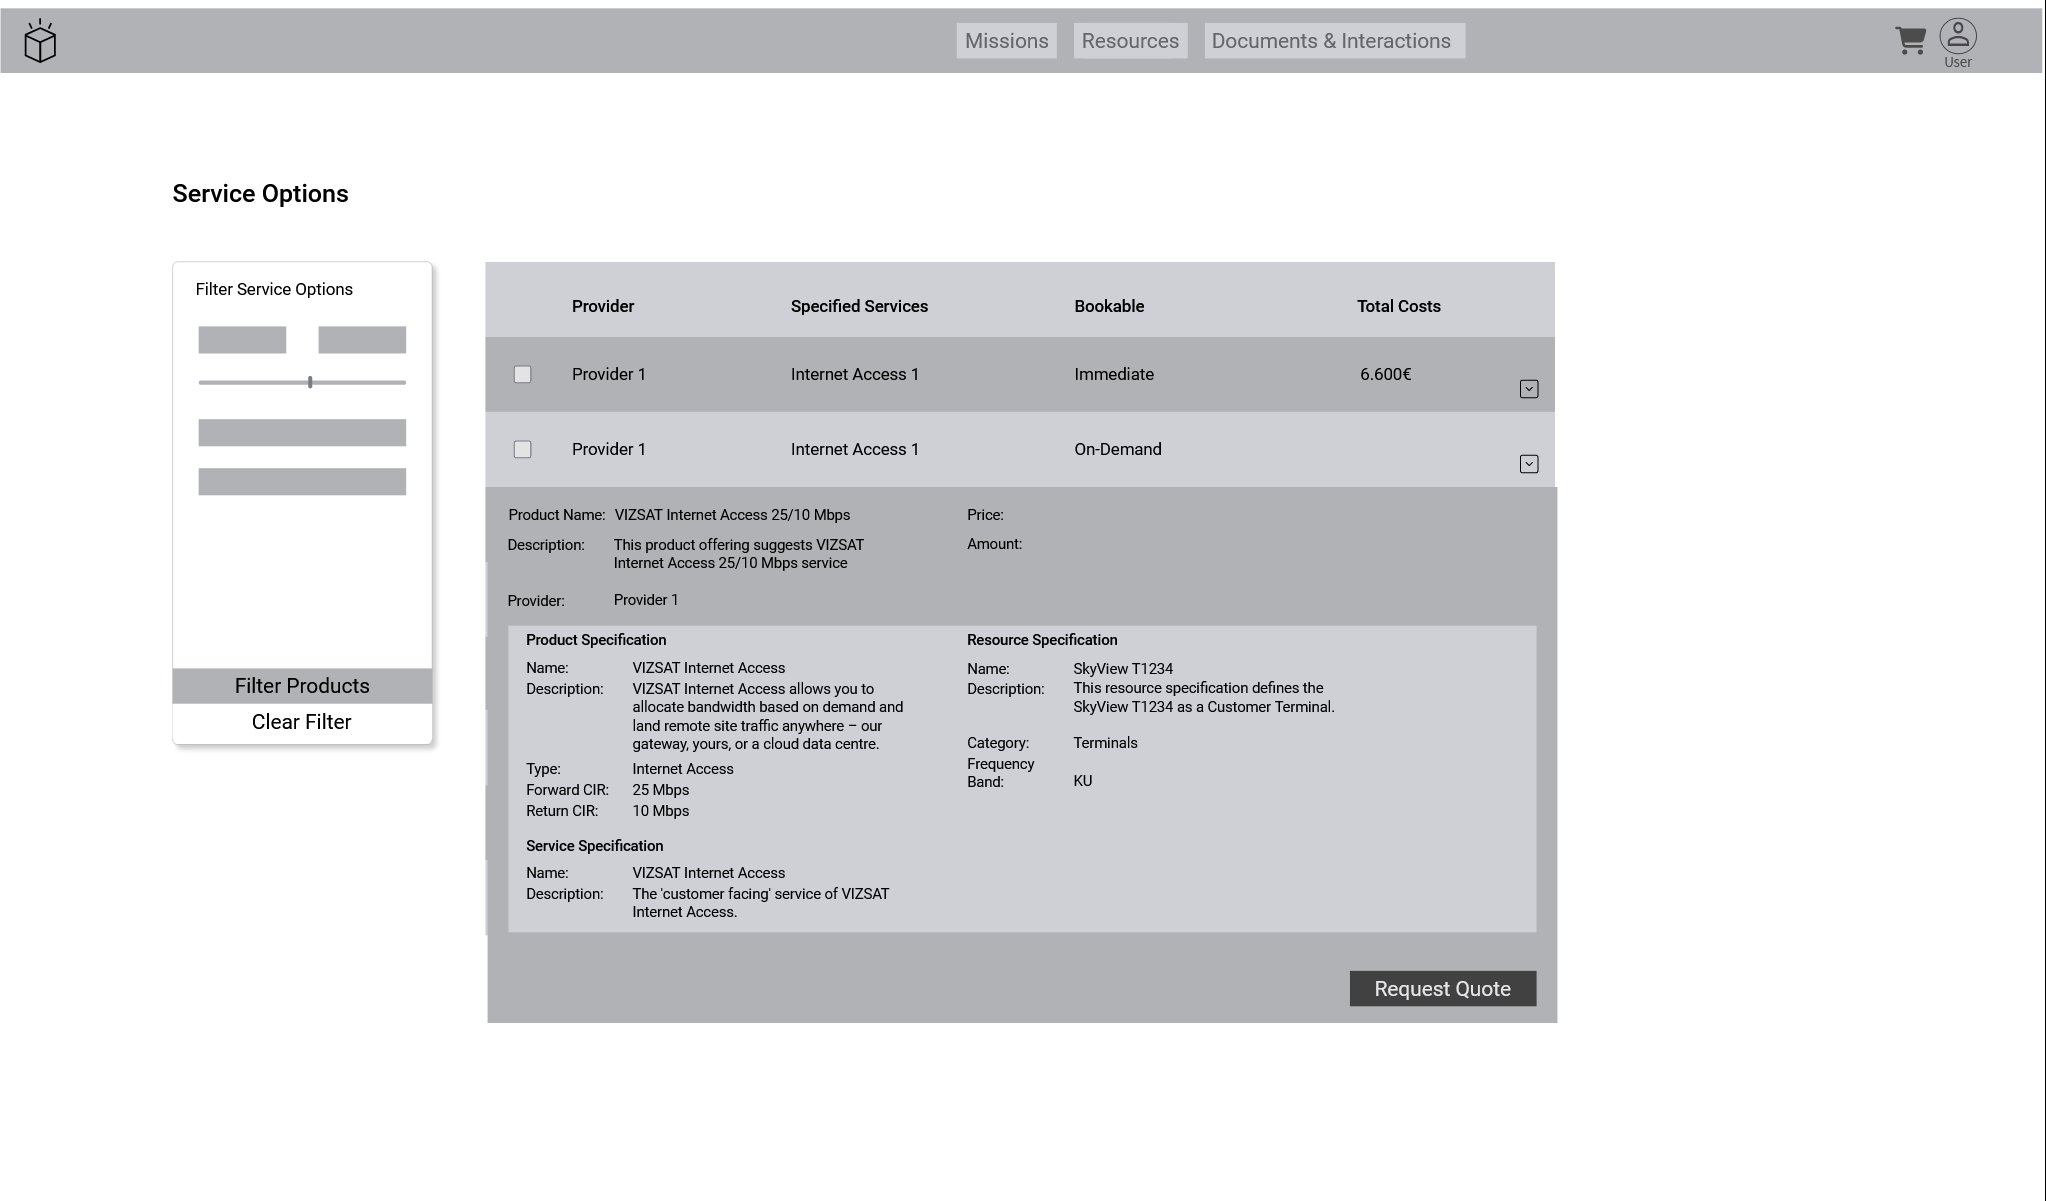 Missions Resources Documents & Interactions
User
Service Options
Filter Service Options
Filter Products
Clear Filter
Provider Specified Services Bookable Total Costs
Provider 1 Internet Access 1 Immediate 6.600€
Provider 1 Internet Access 1 On-Demand
Product Name: VIZSAT Internet Access 25/10 Mbps
Description: This product offering suggests VIZSAT
Internet Access 25/10 Mbps service
Provider: Provider 1
Price:
Amount:
Product Specification
Name: VIZSAT Internet Access
Description: VIZSAT Internet Access allows you to
allocate bandwidth based on demand and
land remote site traffic anywhere – our
gateway, yours, or a cloud data centre.
Type: Internet Access
Forward CIR: 25 Mbps
Return CIR: 10 Mbps
Service Specification
Name: VIZSAT Internet Access
Description: The 'customer facing' service of VIZSAT
Internet Access.
Resource Specification
Name: SkyView T1234
Description: This resource specification defines the
SkyView T1234 as a Customer Terminal.
Category: Terminals
Frequency
Band: KU
Request Quote